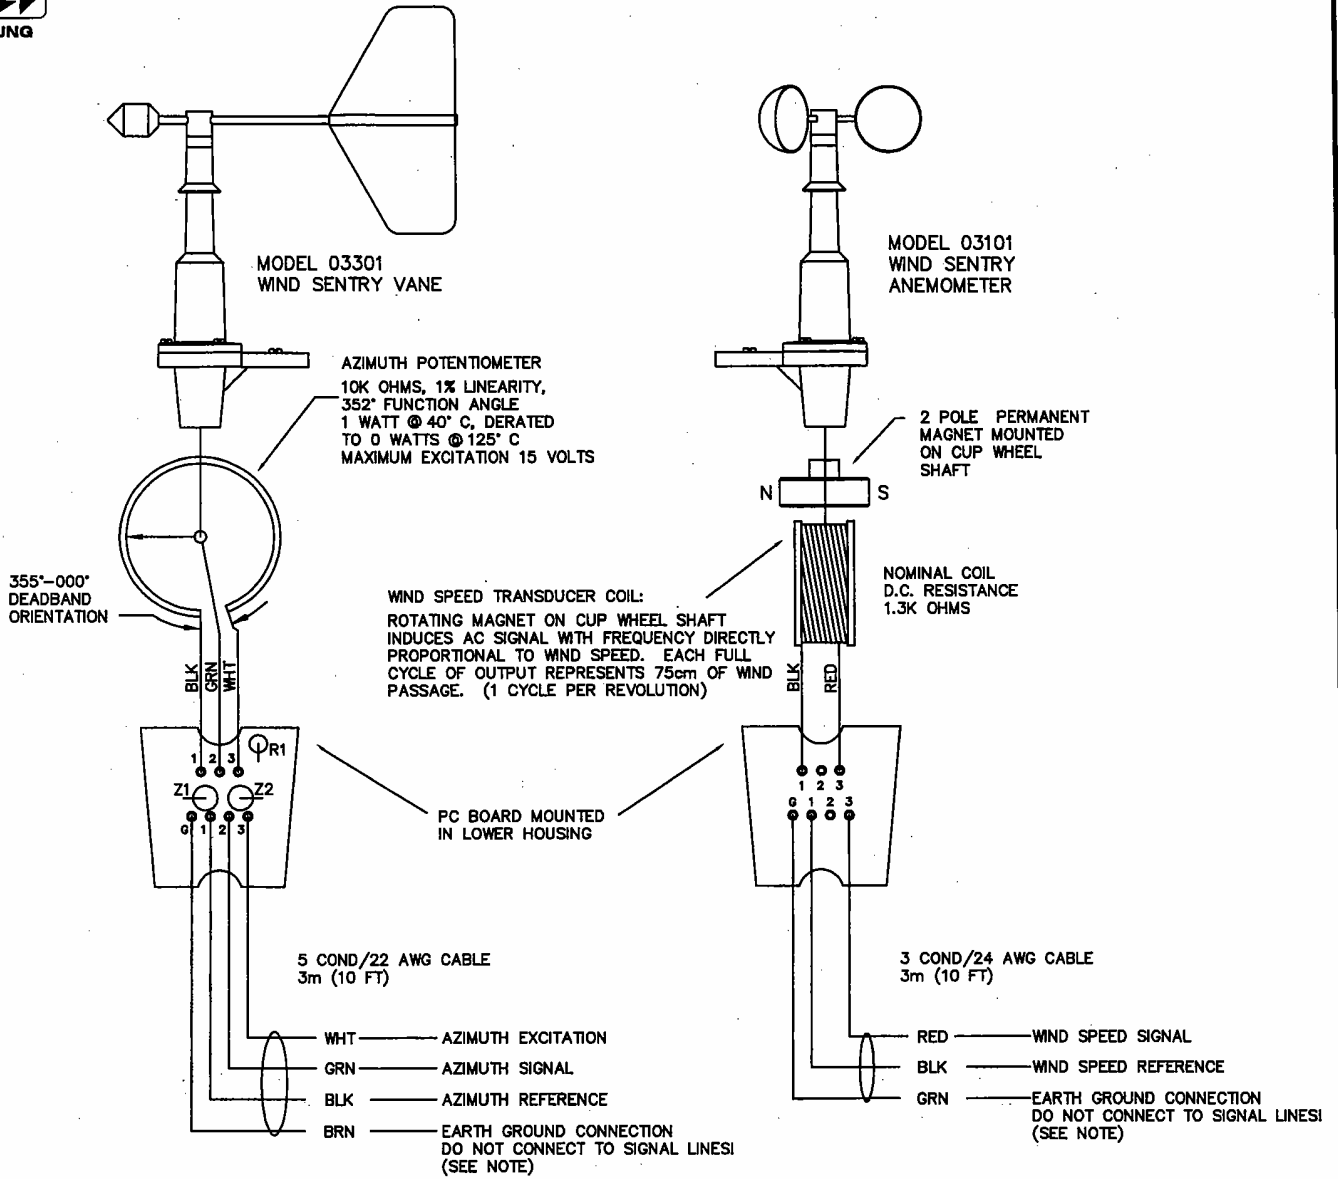 MODEL 03301
WIND SENTRY VANE
MODEL 03101
WIND SENTRY
ANEMOMETER
AZIMUTH POTENTIOMETER
10K OHMS, 1% LINEARITY,
352° FUNCTION ANGLE
1 WATT @ 40° C, DERATED
TO 0 WATTS @ 125° C
MAXIMUM EXCITATION 15 VOLTS
2 POLE PERMANENT
MAGNET MOUNTED
ON CUP WHEEL
SHAFT
N
S
355°-000°
DEADBAND
ORIENTATION
WIND SPEED TRANSDUCER COIL:
ROTATING MAGNET ON CUP WHEEL SHAFT
INDUCES AC SIGNAL WITH FREQUENCY DIRECTLY
PROPORTIONAL TO WIND SPEED. EACH FULL
CYCLE OF OUTPUT REPRESENTS 75cm OF WIND
PASSAGE. (1 CYCLE PER REVOLUTION)
NOMINAL COIL
D.C. RESISTANCE
1.3K OHMS
BLK
GRN
WHT
BLK
RED
1 2 3
R1
Z1
Z2
G 1 2 3
1 2 3
G 1 2 3
PC BOARD MOUNTED
IN LOWER HOUSING
5 COND/22 AWG CABLE
3m (10 FT)
3 COND/24 AWG CABLE
3m (10 FT)
WHT AZIMUTH EXCITATION
GRN AZIMUTH SIGNAL
BLK AZIMUTH REFERENCE
BRN EARTH GROUND CONNECTION
DO NOT CONNECT TO SIGNAL LINES!
(SEE NOTE)
RED WIND SPEED SIGNAL
BLK WIND SPEED REFERENCE
GRN EARTH GROUND CONNECTION
DO NOT CONNECT TO SIGNAL LINES!
(SEE NOTE)